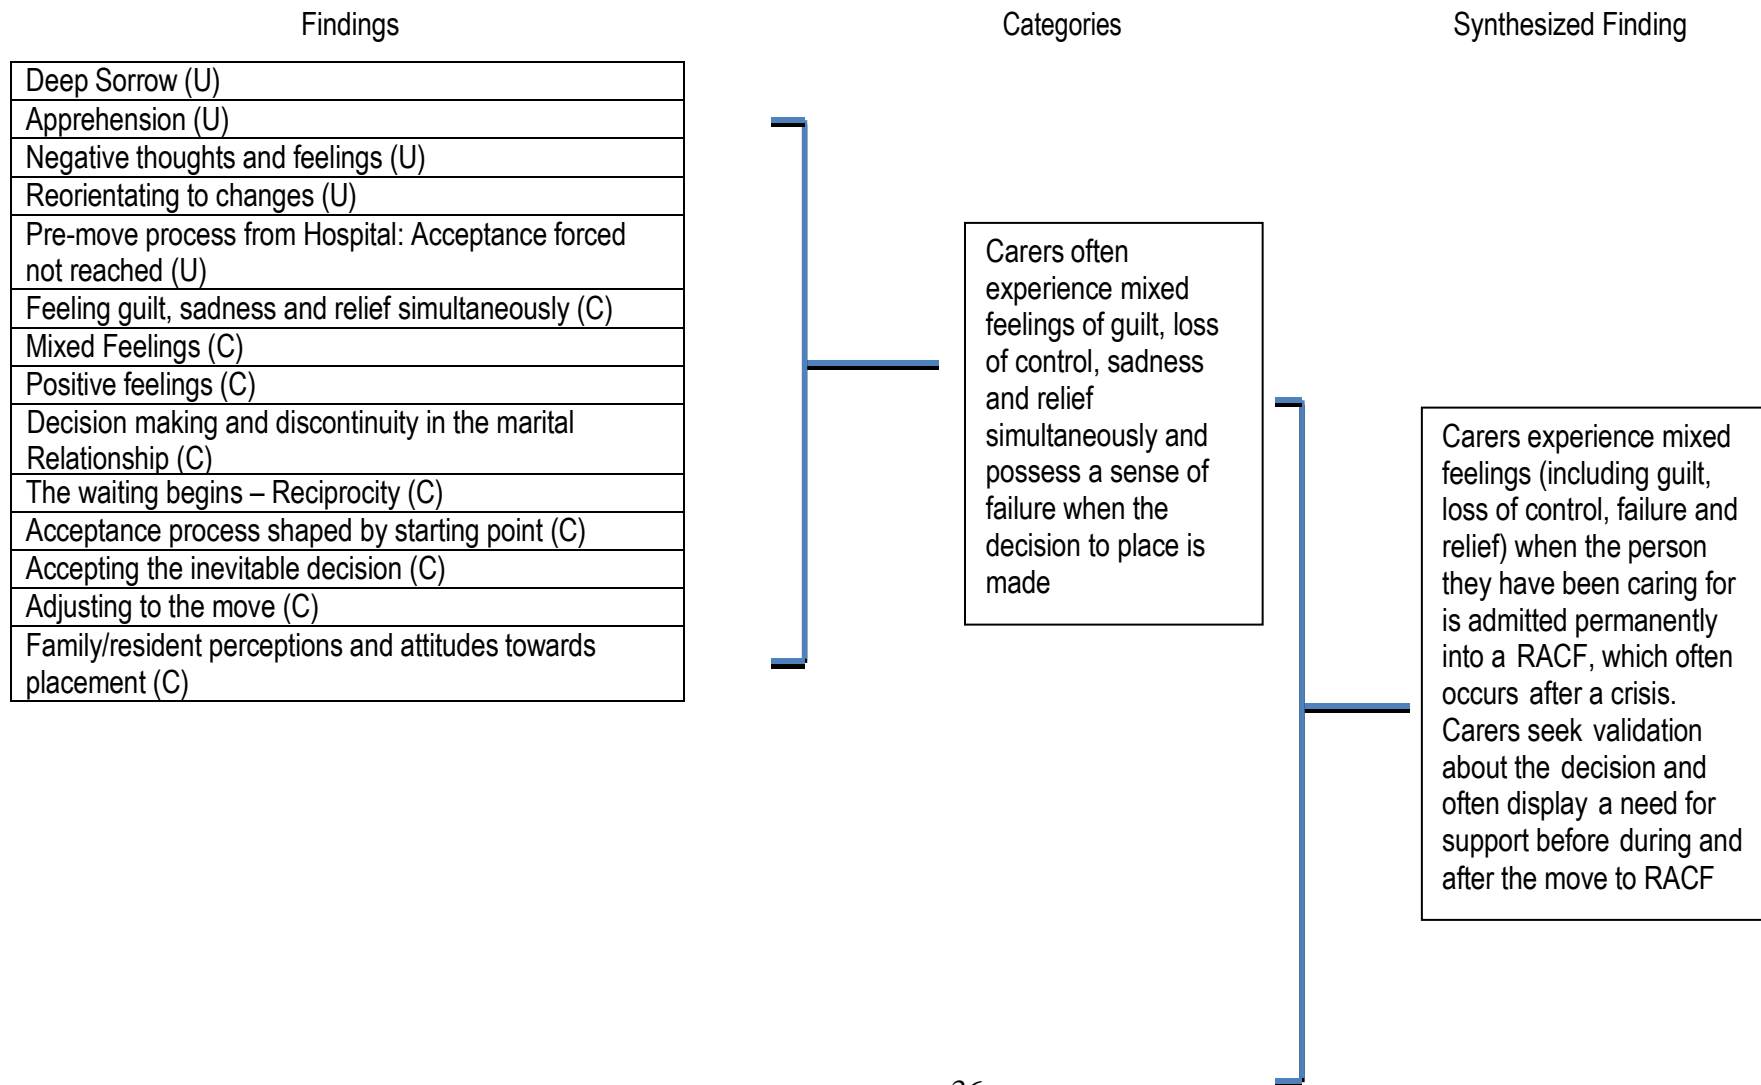 Findings
Categories
Synthesized Finding
Deep Sorrow (U)
Apprehension (U)
Negative thoughts and feelings (U)
Reorientating to changes (U)
Pre-move process from Hospital: Acceptance forced
not reached (U)
Feeling guilt, sadness and relief simultaneously (C)
Mixed Feelings (C)
Positive feelings (C)
Decision making and discontinuity in the marital
Relationship (C)
The waiting begins – Reciprocity (C)
Acceptance process shaped by starting point (C)
Accepting the inevitable decision (C)
Adjusting to the move (C)
Family/resident perceptions and attitudes towards
placement (C)
Carers often
experience mixed
feelings of guilt, loss
of control, sadness
and relief
simultaneously and
possess a sense of
failure when the
decision to place is
made
Carers experience mixed
feelings (including guilt,
loss of control, failure and
relief) when the person
they have been caring for
is admitted permanently
into a RACF, which often
occurs after a crisis.
Carers seek validation
about the decision and
often display a need for
support before during and
after the move to RACF